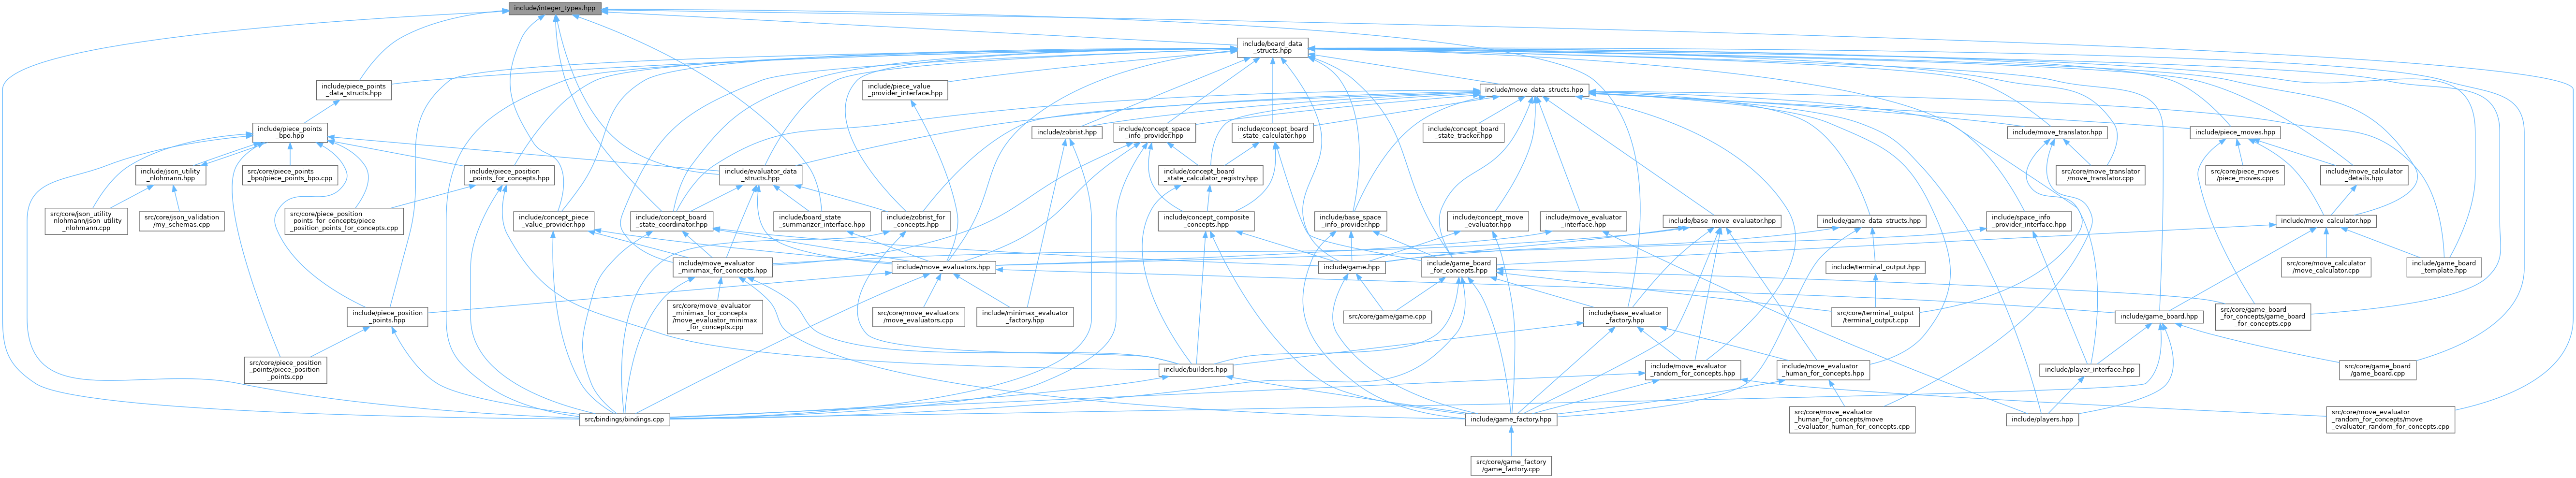 include/integer_types.hpp
include/board_data
_structs.hpp
include/piece_points
_data_structs.hpp
include/piece_value
_provider_interface.hpp
include/move_data_structs.hpp
include/piece_points
_bpo.hpp
include/zobrist.hpp
include/concept_space
_info_provider.hpp
include/concept_board
_state_calculator.hpp
include/concept_board
_state_tracker.hpp
include/move_translator.hpp
include/piece_moves.hpp
include/json_utility
_nlohmann.hpp
src/core/piece_points
_bpo/piece_points_bpo.cpp
include/piece_position
_points_for_concepts.hpp
include/evaluator_data
_structs.hpp
include/concept_board
_state_calculator_registry.hpp
src/core/move_translator
/move_translator.cpp
src/core/piece_moves
/piece_moves.cpp
include/move_calculator
_details.hpp
src/core/json_utility
_nlohmann/json_utility
_nlohmann.cpp
src/core/json_validation
/my_schemas.cpp
src/core/piece_position
_points_for_concepts/piece
_position_points_for_concepts.cpp
include/concept_piece
_value_provider.hpp
include/concept_board
_state_coordinator.hpp
include/board_state
_summarizer_interface.hpp
include/zobrist_for
_concepts.hpp
include/concept_composite
_concepts.hpp
include/base_space
_info_provider.hpp
include/concept_move
_evaluator.hpp
include/move_evaluator
_interface.hpp
include/base_move_evaluator.hpp
include/game_data_structs.hpp
include/space_info
_provider_interface.hpp
include/move_calculator.hpp
include/move_evaluator
_minimax_for_concepts.hpp
include/move_evaluators.hpp
include/game.hpp
include/game_board
_for_concepts.hpp
include/terminal_output.hpp
src/core/move_calculator
/move_calculator.cpp
include/game_board
_template.hpp
include/piece_position
_points.hpp
src/core/move_evaluator
_minimax_for_concepts
/move_evaluator_minimax
_for_concepts.cpp
src/core/move_evaluators
/move_evaluators.cpp
include/minimax_evaluator
_factory.hpp
src/core/game/game.cpp
include/base_evaluator
_factory.hpp
src/core/terminal_output
/terminal_output.cpp
include/game_board.hpp
src/core/game_board
_for_concepts/game_board
_for_concepts.cpp
src/core/piece_position
_points/piece_position
_points.cpp
include/builders.hpp
include/move_evaluator
_random_for_concepts.hpp
include/move_evaluator
_human_for_concepts.hpp
include/player_interface.hpp
src/core/game_board
/game_board.cpp
src/bindings/bindings.cpp
include/game_factory.hpp
src/core/move_evaluator
_human_for_concepts/move
_evaluator_human_for_concepts.cpp
include/players.hpp
src/core/move_evaluator
_random_for_concepts/move
_evaluator_random_for_concepts.cpp
src/core/game_factory
/game_factory.cpp